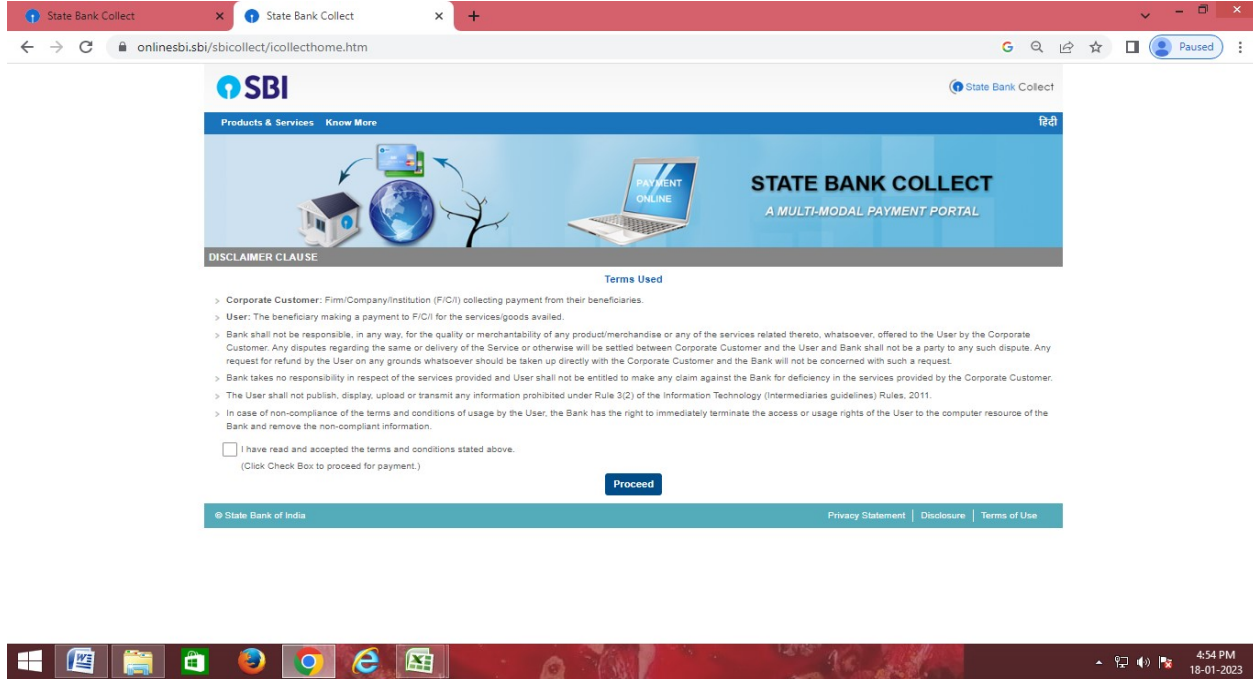 State Bank Collect
State Bank Collect
onlinesbi.sbi/sbicollect/icollecthome.htm
Paused
SBI
State Bank Collect
Products & Services Know More
हिंदी
PAYMENT
ONLINE
STATE BANK COLLECT
A MULTI-MODAL PAYMENT PORTAL
DISCLAIMER CLAUSE
Terms Used
Corporate Customer: Firm/Company/Institution (F/C/I) collecting payment from their beneficiaries.
User: The beneficiary making a payment to F/C/I for the services/goods availed.
Bank shall not be responsible, in any way, for the quality or merchantability of any product/merchandise or any of the services related thereto, whatsoever, offered to the User by the Corporate
Customer. Any disputes regarding the same or delivery of the Service or otherwise will be settled between Corporate Customer and the User and Bank shall not be a party to any such dispute. Any
request for refund by the User on any grounds whatsoever should be taken up directly with the Corporate Customer and the Bank will not be concerned with such a request.
Bank takes no responsibility in respect of the services provided and User shall not be entitled to make any claim against the Bank for deficiency in the services provided by the Corporate Customer.
The User shall not publish, display, upload or transmit any information prohibited under Rule 3(2) of the Information Technology (Intermediaries guidelines) Rules, 2011.
In case of non-compliance of the terms and conditions of usage by the User, the Bank has the right to immediately terminate the access or usage rights of the User to the computer resource of the
Bank and remove the non-compliant information.
I have read and accepted the terms and conditions stated above.
(Click Check Box to proceed for payment.)
Proceed
© State Bank of India
Privacy Statement | Disclosure | Terms of Use
4:54 PM
18-01-2023